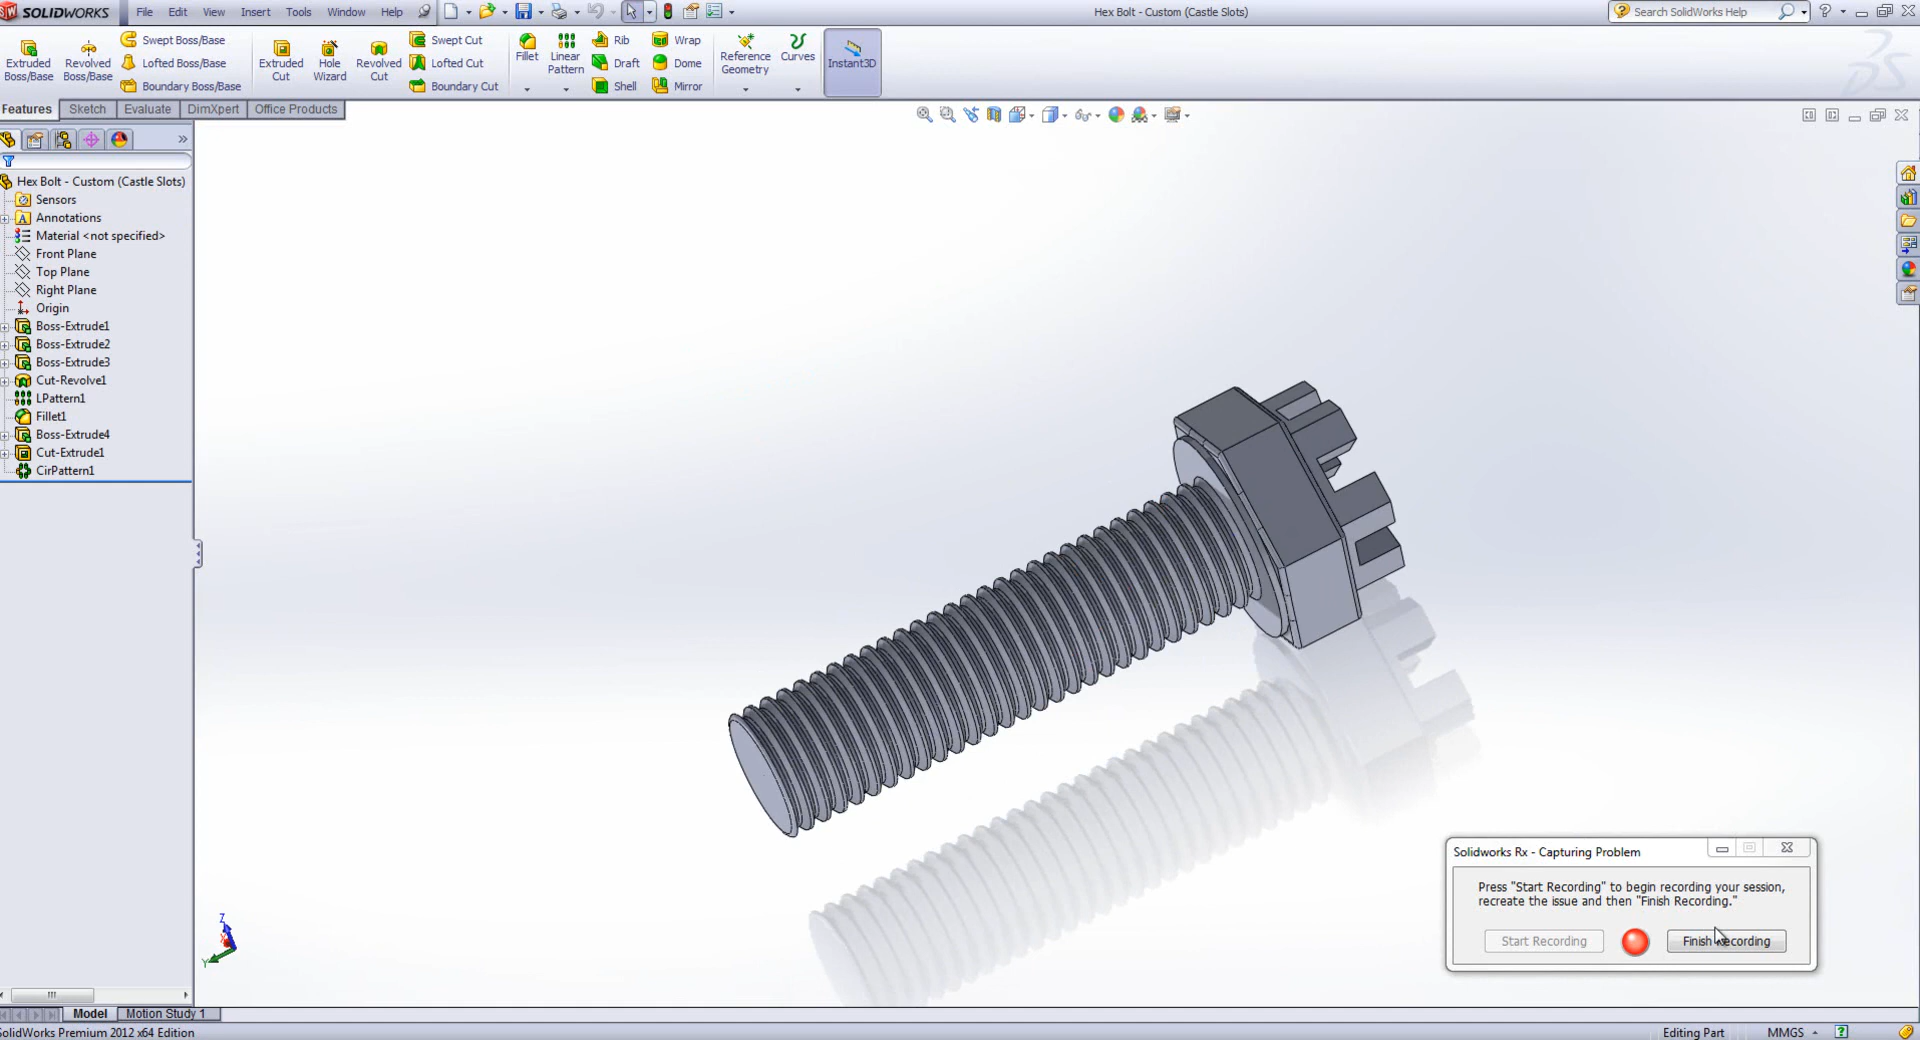 SOLIDWORKS File Edit View Insert Tools Window Help Hex Bolt - Custom (Castle Slots) Search SolidWorks Help
Extruded Boss/Base
Revolved Boss/Base
Swept Boss/Base
Lofted Boss/Base
Boundary Boss/Base
Extruded Cut
Hole Wizard
Revolved Cut
Swept Cut
Lofted Cut
Boundary Cut
Fillet
Linear Pattern
Rib
Draft
Shell
Wrap
Dome
Mirror
Reference Geometry
Curves
Instant3D
Features Sketch Evaluate DimXpert Office Products
Hex Bolt - Custom (Castle Slots)
Sensors
Annotations
Material <not specified>
Front Plane
Top Plane
Right Plane
Origin
Boss-Extrude1
Boss-Extrude2
Boss-Extrude3
Cut-Revolve1
LPattern1
Fillet1
Boss-Extrude4
Cut-Extrude1
CirPattern1
Z
Y
Solidworks Rx - Capturing Problem
Press "Start Recording" to begin recording your session,
recreate the issue and then "Finish Recording."
Start Recording Finish Recording
Model Motion Study 1
SolidWorks Premium 2012 x64 Edition Editing Part MMGS